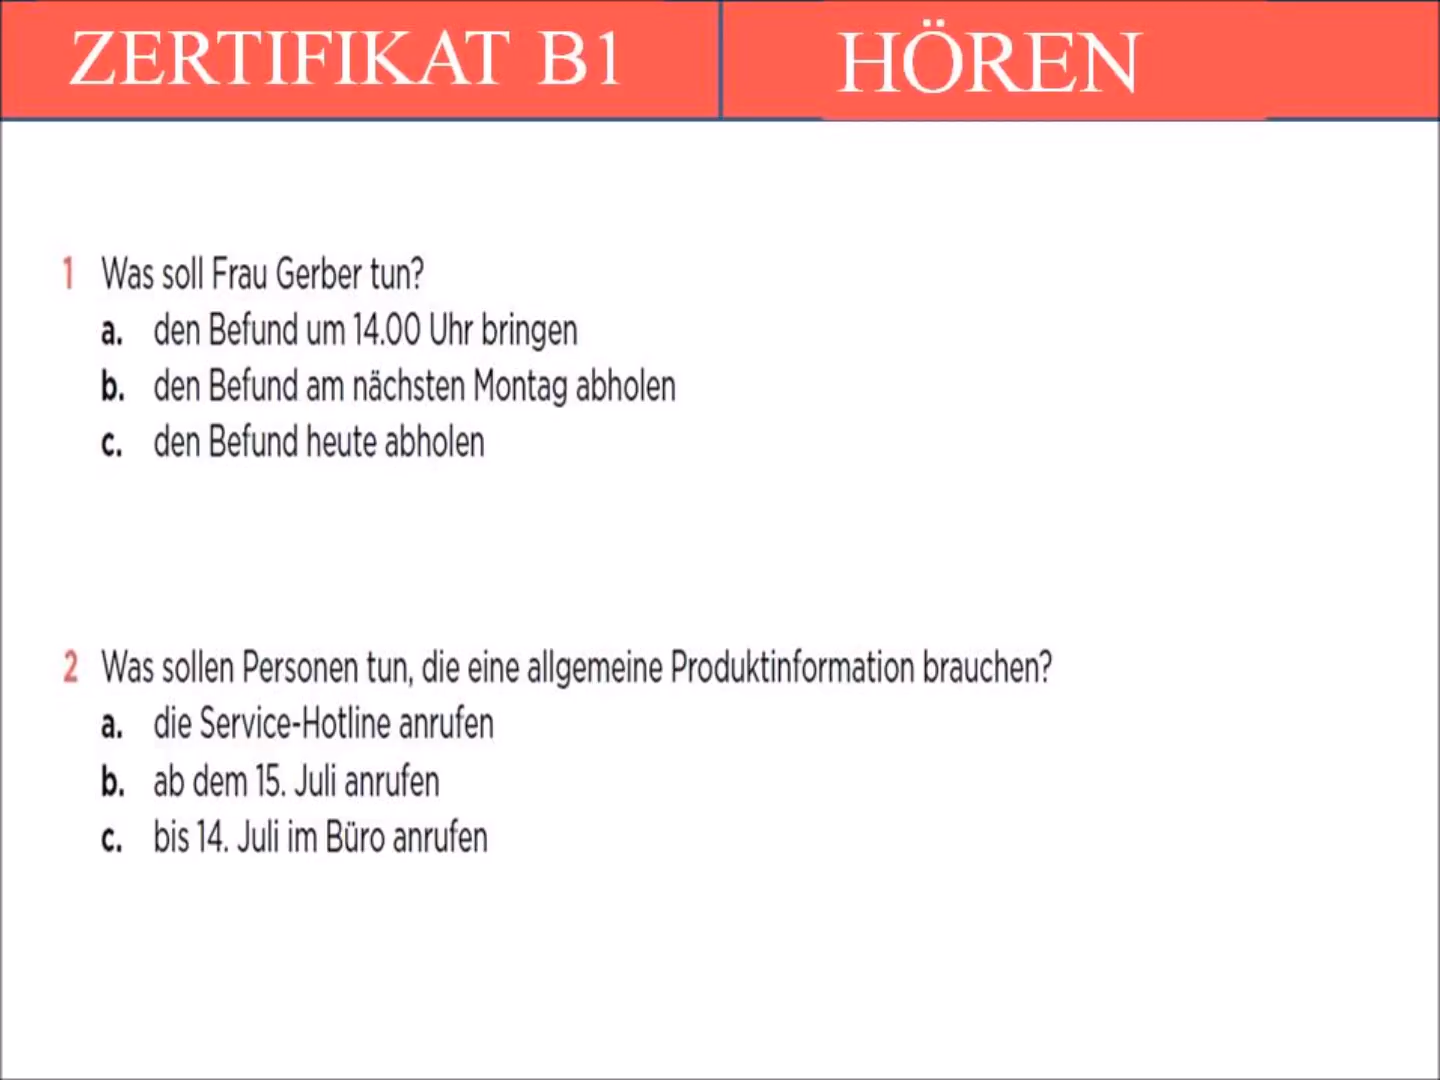 ZERTIFIKAT B1
HÖREN
1 Was soll Frau Gerber tun?
a. den Befund um 14.00 Uhr bringen
b. den Befund am nächsten Montag abholen
c. den Befund heute abholen
2 Was sollen Personen tun, die eine allgemeine Produktinformation brauchen?
a. die Service-Hotline anrufen
b. ab dem 15. Juli anrufen
c. bis 14. Juli im Büro anrufen